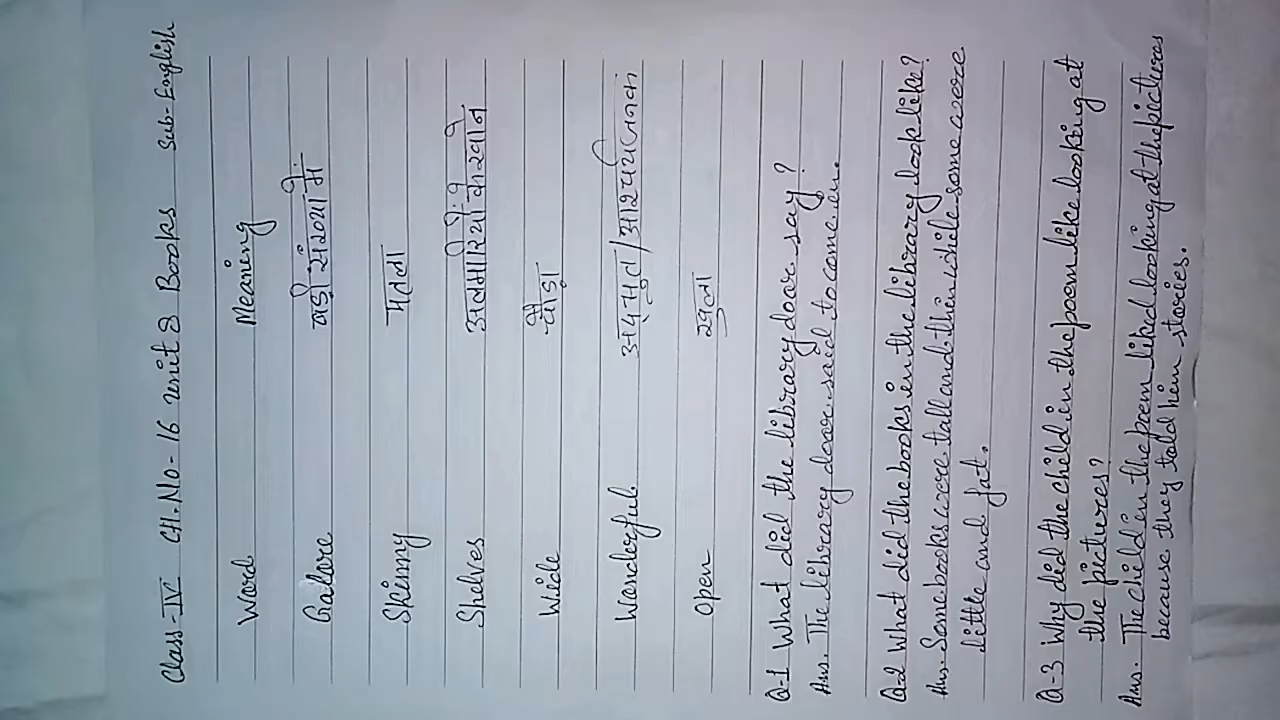 Class-IV CH.No-16 Unit 8 Books Sub-English
Word Meaning
Galore बड़ी संख्या में
Skinny पतला
Shelves अलमारियों के खाने
Wide चौड़ा
Wonderful अद्भुत/आश्चर्यजनक
Open खुला
Q-1 What did the library door say?
Ans. The library door said to come in.
Q-2 What did the books in the library look like?
Ans. Some books were tall and thin while some were
little and fat.
Q-3 Why did the child in the poem like looking at
the pictures?
Ans. The child in the poem liked looking at the pictures
because they told him stories.